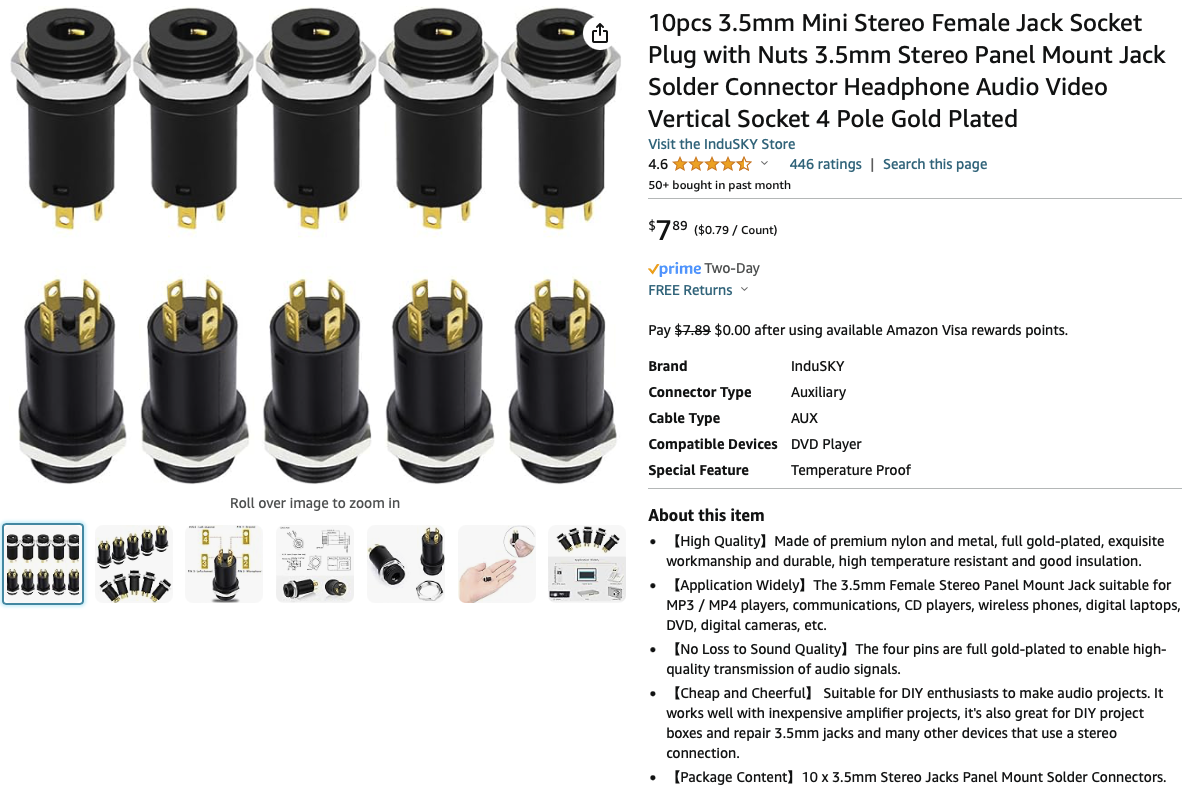 10pcs 3.5mm Mini Stereo Female Jack Socket
Plug with Nuts 3.5mm Stereo Panel Mount Jack
Solder Connector Headphone Audio Video
Vertical Socket 4 Pole Gold Plated
Visit the InduSKY Store
4.6
446 ratings | Search this page
50+ bought in past month
$7 89 ($0.79 / Count)
prime Two-Day
FREE Returns
Pay $7.89 $0.00 after using available Amazon Visa rewards points.
Brand InduSKY
Connector Type Auxiliary
Cable Type AUX
Compatible Devices DVD Player
Special Feature Temperature Proof
About this item
• 【High Quality】Made of premium nylon and metal, full gold-plated, exquisite
workmanship and durable, high temperature resistant and good insulation.
• 【Application Widely】The 3.5mm Female Stereo Panel Mount Jack suitable for
MP3 / MP4 players, communications, CD players, wireless phones, digital laptops,
DVD, digital cameras, etc.
• 【No Loss to Sound Quality】The four pins are full gold-plated to enable high-
quality transmission of audio signals.
• 【Cheap and Cheerful】 Suitable for DIY enthusiasts to make audio projects. It
works well with inexpensive amplifier projects, it's also great for DIY project
boxes and repair 3.5mm jacks and many other devices that use a stereo
connection.
• 【Package Content】10 x 3.5mm Stereo Jacks Panel Mount Solder Connectors.
Roll over image to zoom in